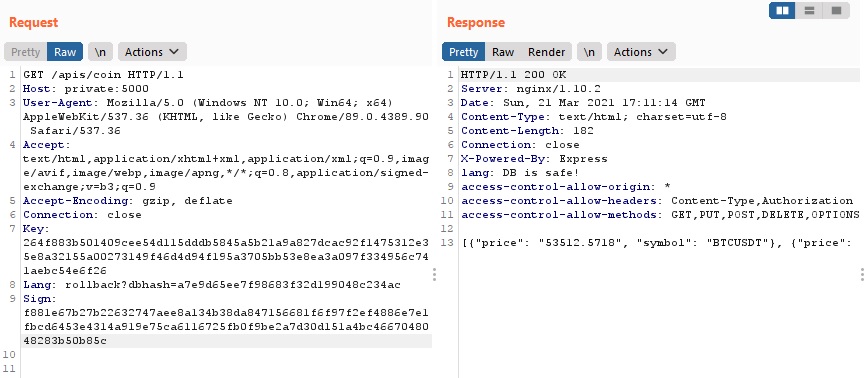 Request
Pretty Raw \n Actions
1 GET /apis/coin HTTP/1.1
2 Host: private:5000
3 User-Agent: Mozilla/5.0 (Windows NT 10.0; Win64; x64)
AppleWebKit/537.36 (KHTML, like Gecko) Chrome/89.0.4389.90
Safari/537.36
4 Accept:
text/html,application/xhtml+xml,application/xml;q=0.9,imag
e/avif,image/webp,image/apng,*/*;q=0.8,application/signed-
exchange;v=b3;q=0.9
5 Accept-Encoding: gzip, deflate
6 Connection: close
7 Key:
264f883b501409cee54d115dddb5845a5b21a9a827dcac92f1475312e3
5e8a32155a00273149f46d4d94f195a3705bb53e8ea3a097f334956c74
1aebc54e6f26
8 Lang: rollback?dbhash=a7e9d65ee7f98683f32d199048c234ac
9 Sign:
f881e67b27b22632747aee8a134b38da847156681f6f97f2ef4886e7e1
fbcd6453e4314a919e75ca6116725fb0f9be2a7d30d151a4bc46670480
48283b50b85c
10
11
Response
Pretty Raw Render \n Actions
1 HTTP/1.1 200 OK
2 Server: nginx/1.10.2
3 Date: Sun, 21 Mar 2021 17:11:14 GMT
4 Content-Type: text/html; charset=utf-8
5 Content-Length: 182
6 Connection: close
7 X-Powered-By: Express
8 lang: DB is safe!
9 access-control-allow-origin: *
10 access-control-allow-headers: Content-Type,Authorization
11 access-control-allow-methods: GET,PUT,POST,DELETE,OPTIONS
12
13 [{"price": "53512.5718", "symbol": "BTCUSDT"}, {"price":